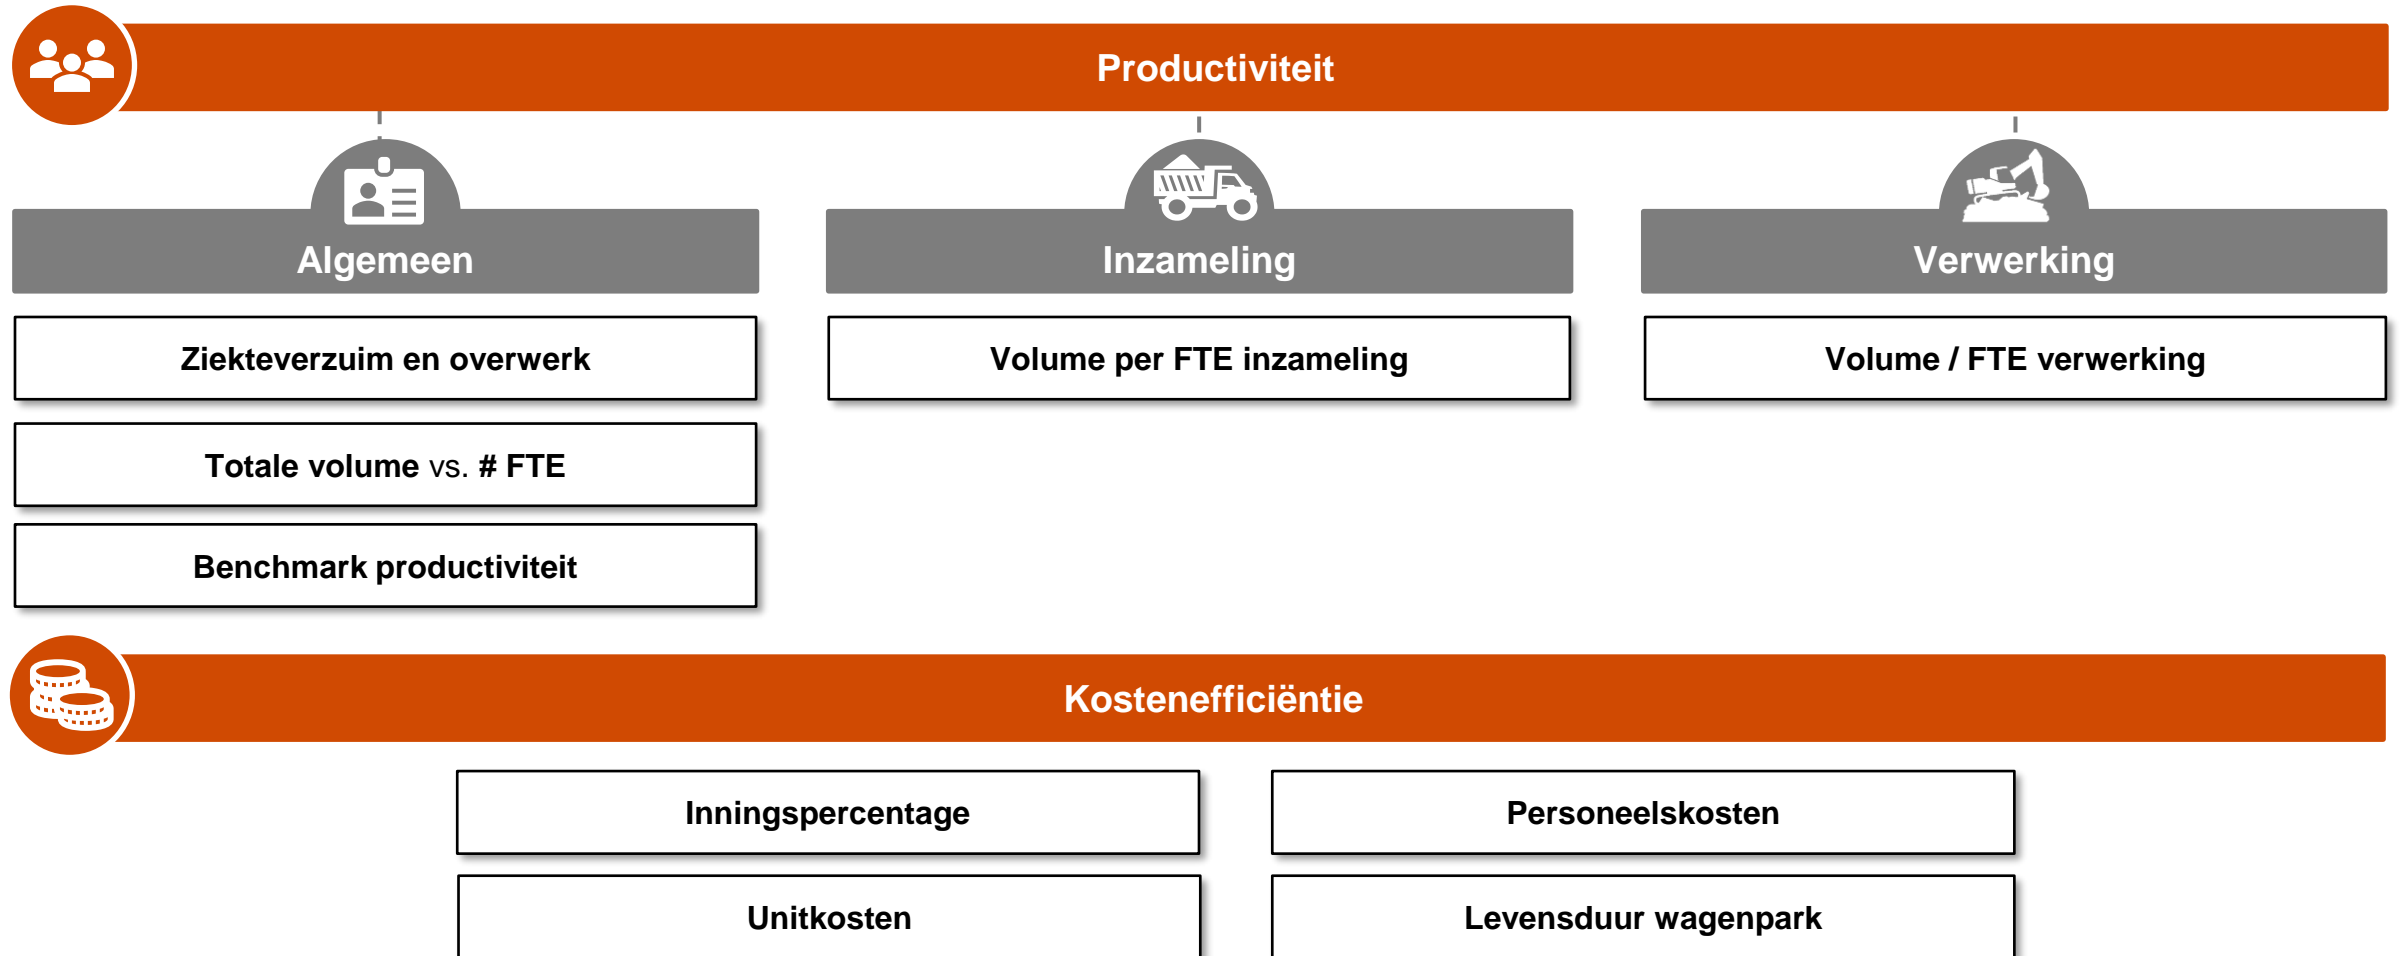 Productiviteit
Algemeen
Inzameling
Verwerking
Ziekteverzuim en overwerk
Volume per FTE inzameling
Volume / FTE verwerking
Totale volume vs. # FTE
Benchmark productiviteit
Kostenefficiëntie
Inningspercentage
Personeelskosten
Unitkosten
Levensduur wagenpark